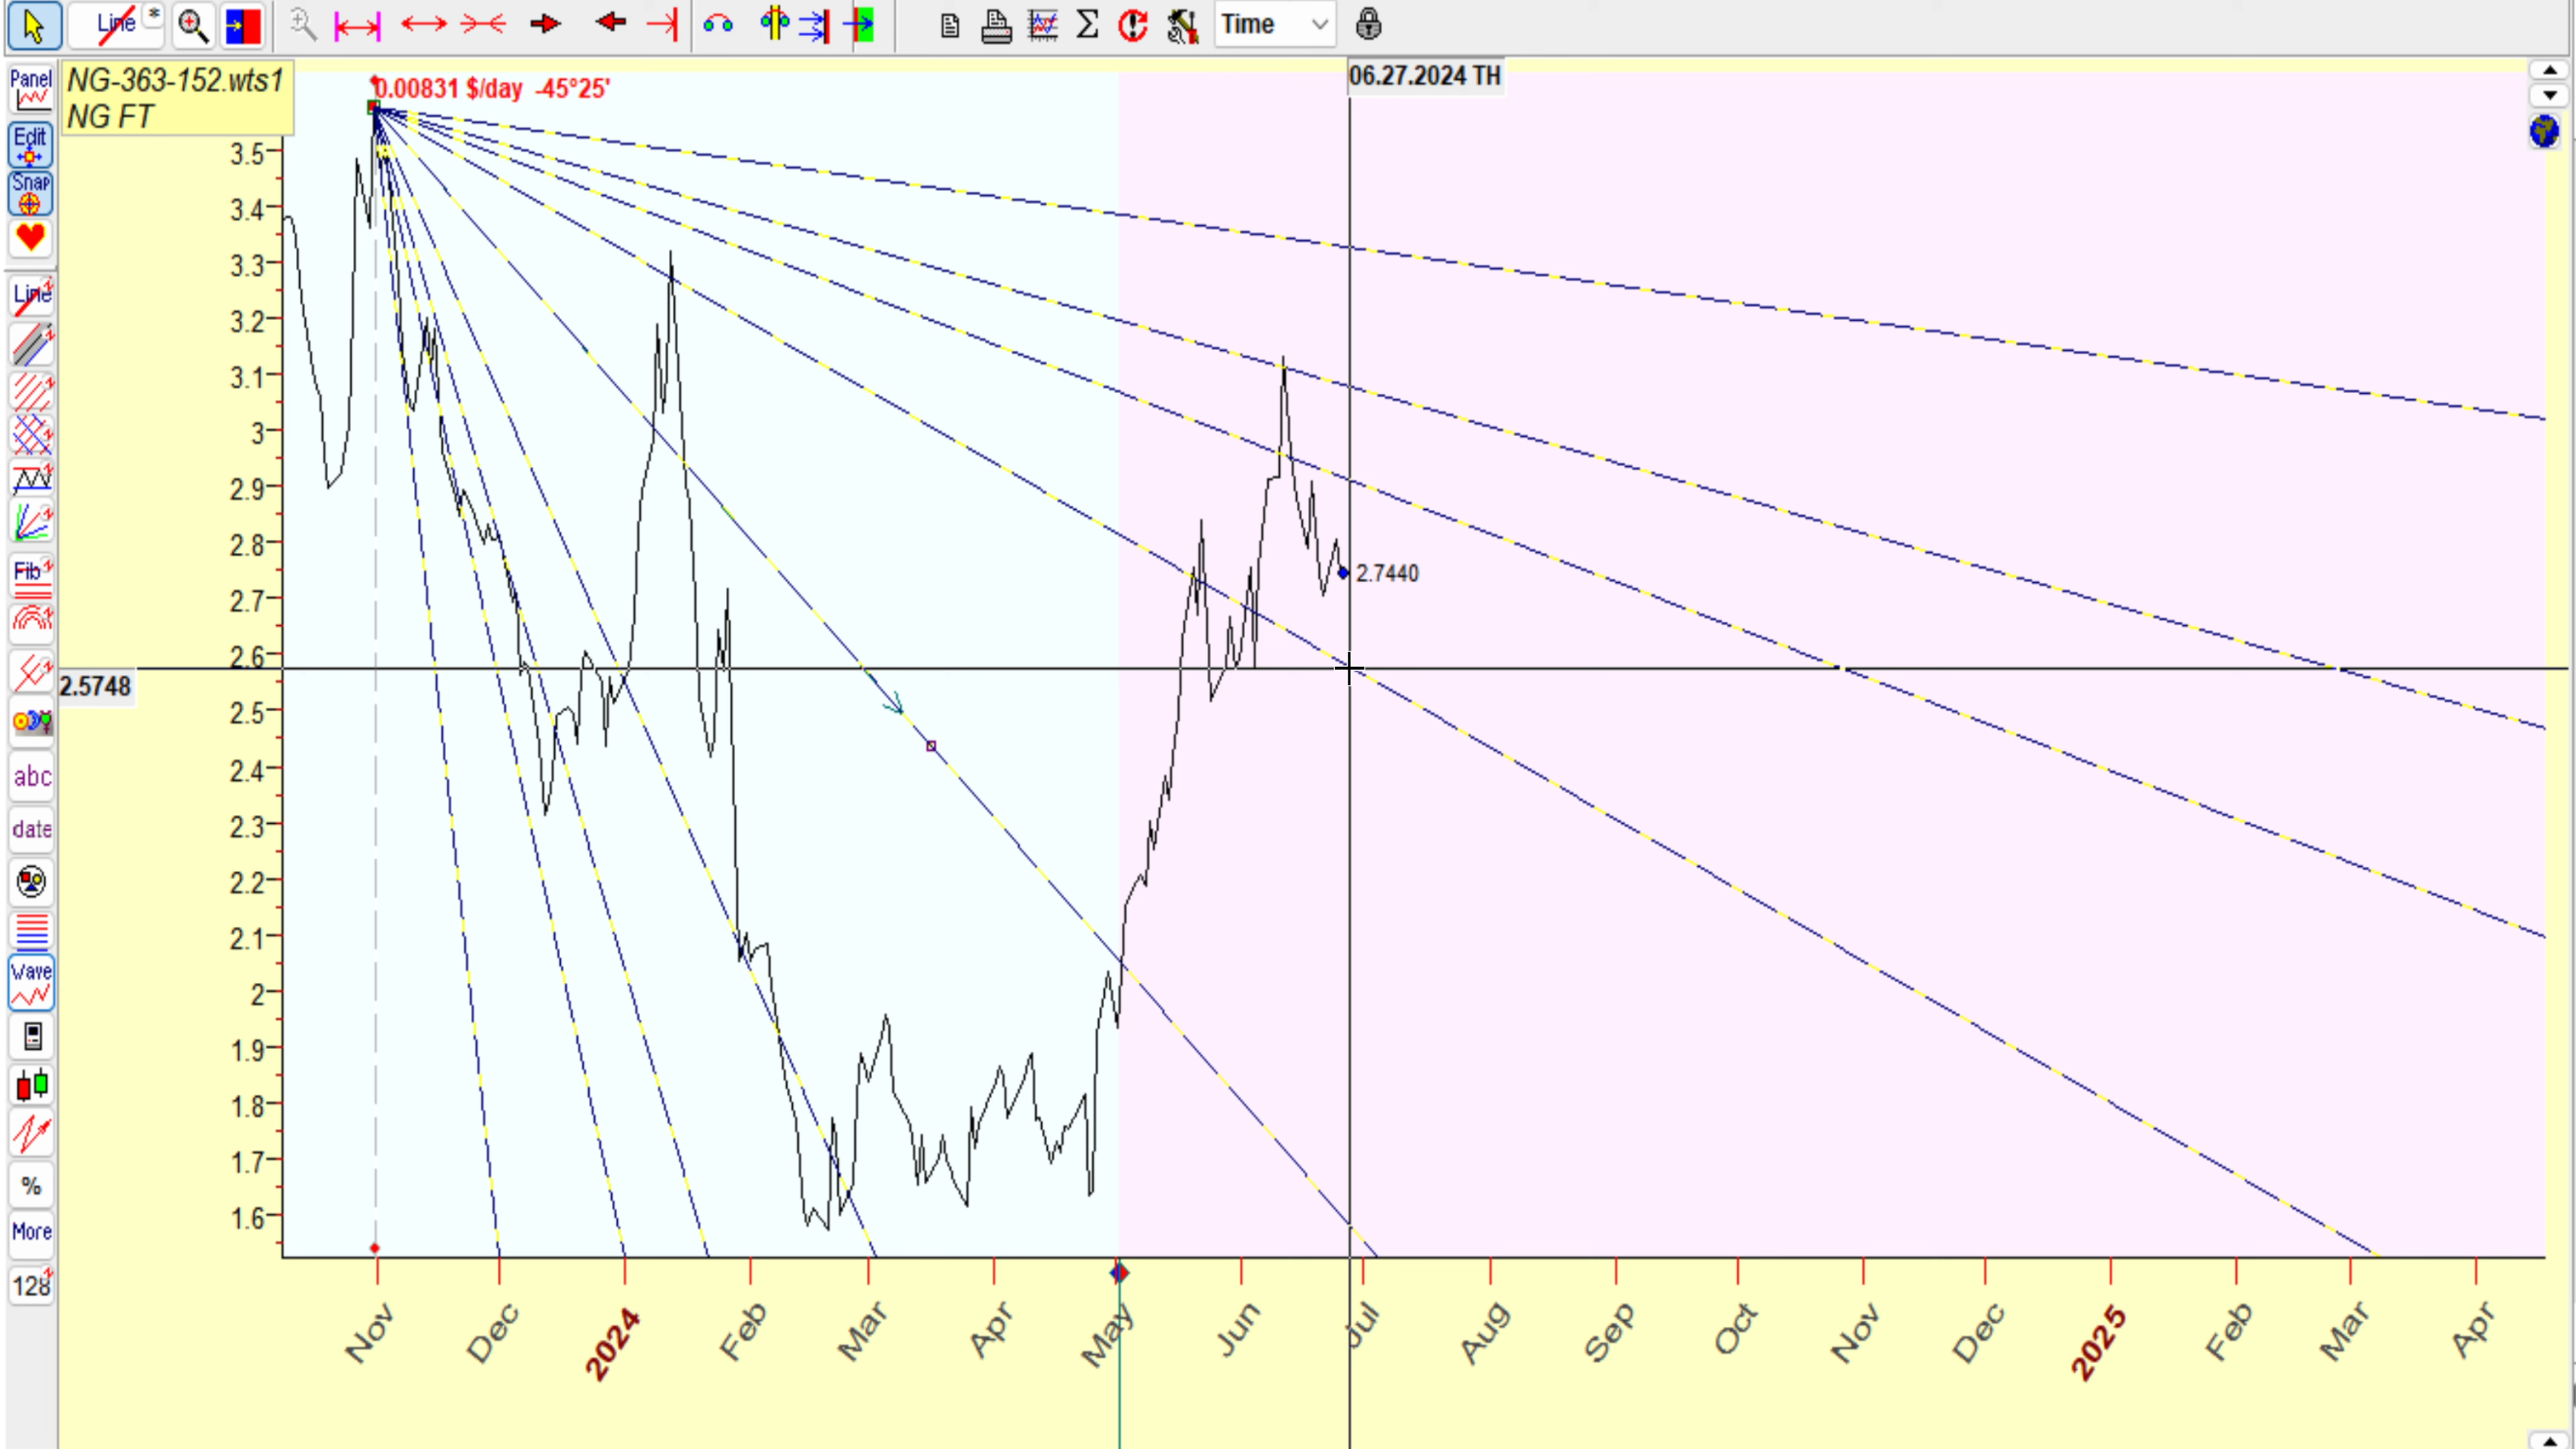 Line *
Time
Panel
NG-363-152.wts1
NG FT
0.00831 $/day -45°25'
06.27.2024 TH
Edit
Snap
Line
Fib
abc
date
Wave
%
More
128
3.5
3.4
3.3
3.2
3.1
3
2.9
2.8
2.7
2.6
2.5
2.4
2.3
2.2
2.1
2
1.9
1.8
1.7
1.6
2.7440
2.5748
Nov Dec 2024 Feb Mar Apr May Jun Jul Aug Sep Oct Nov Dec 2025 Feb Mar Apr